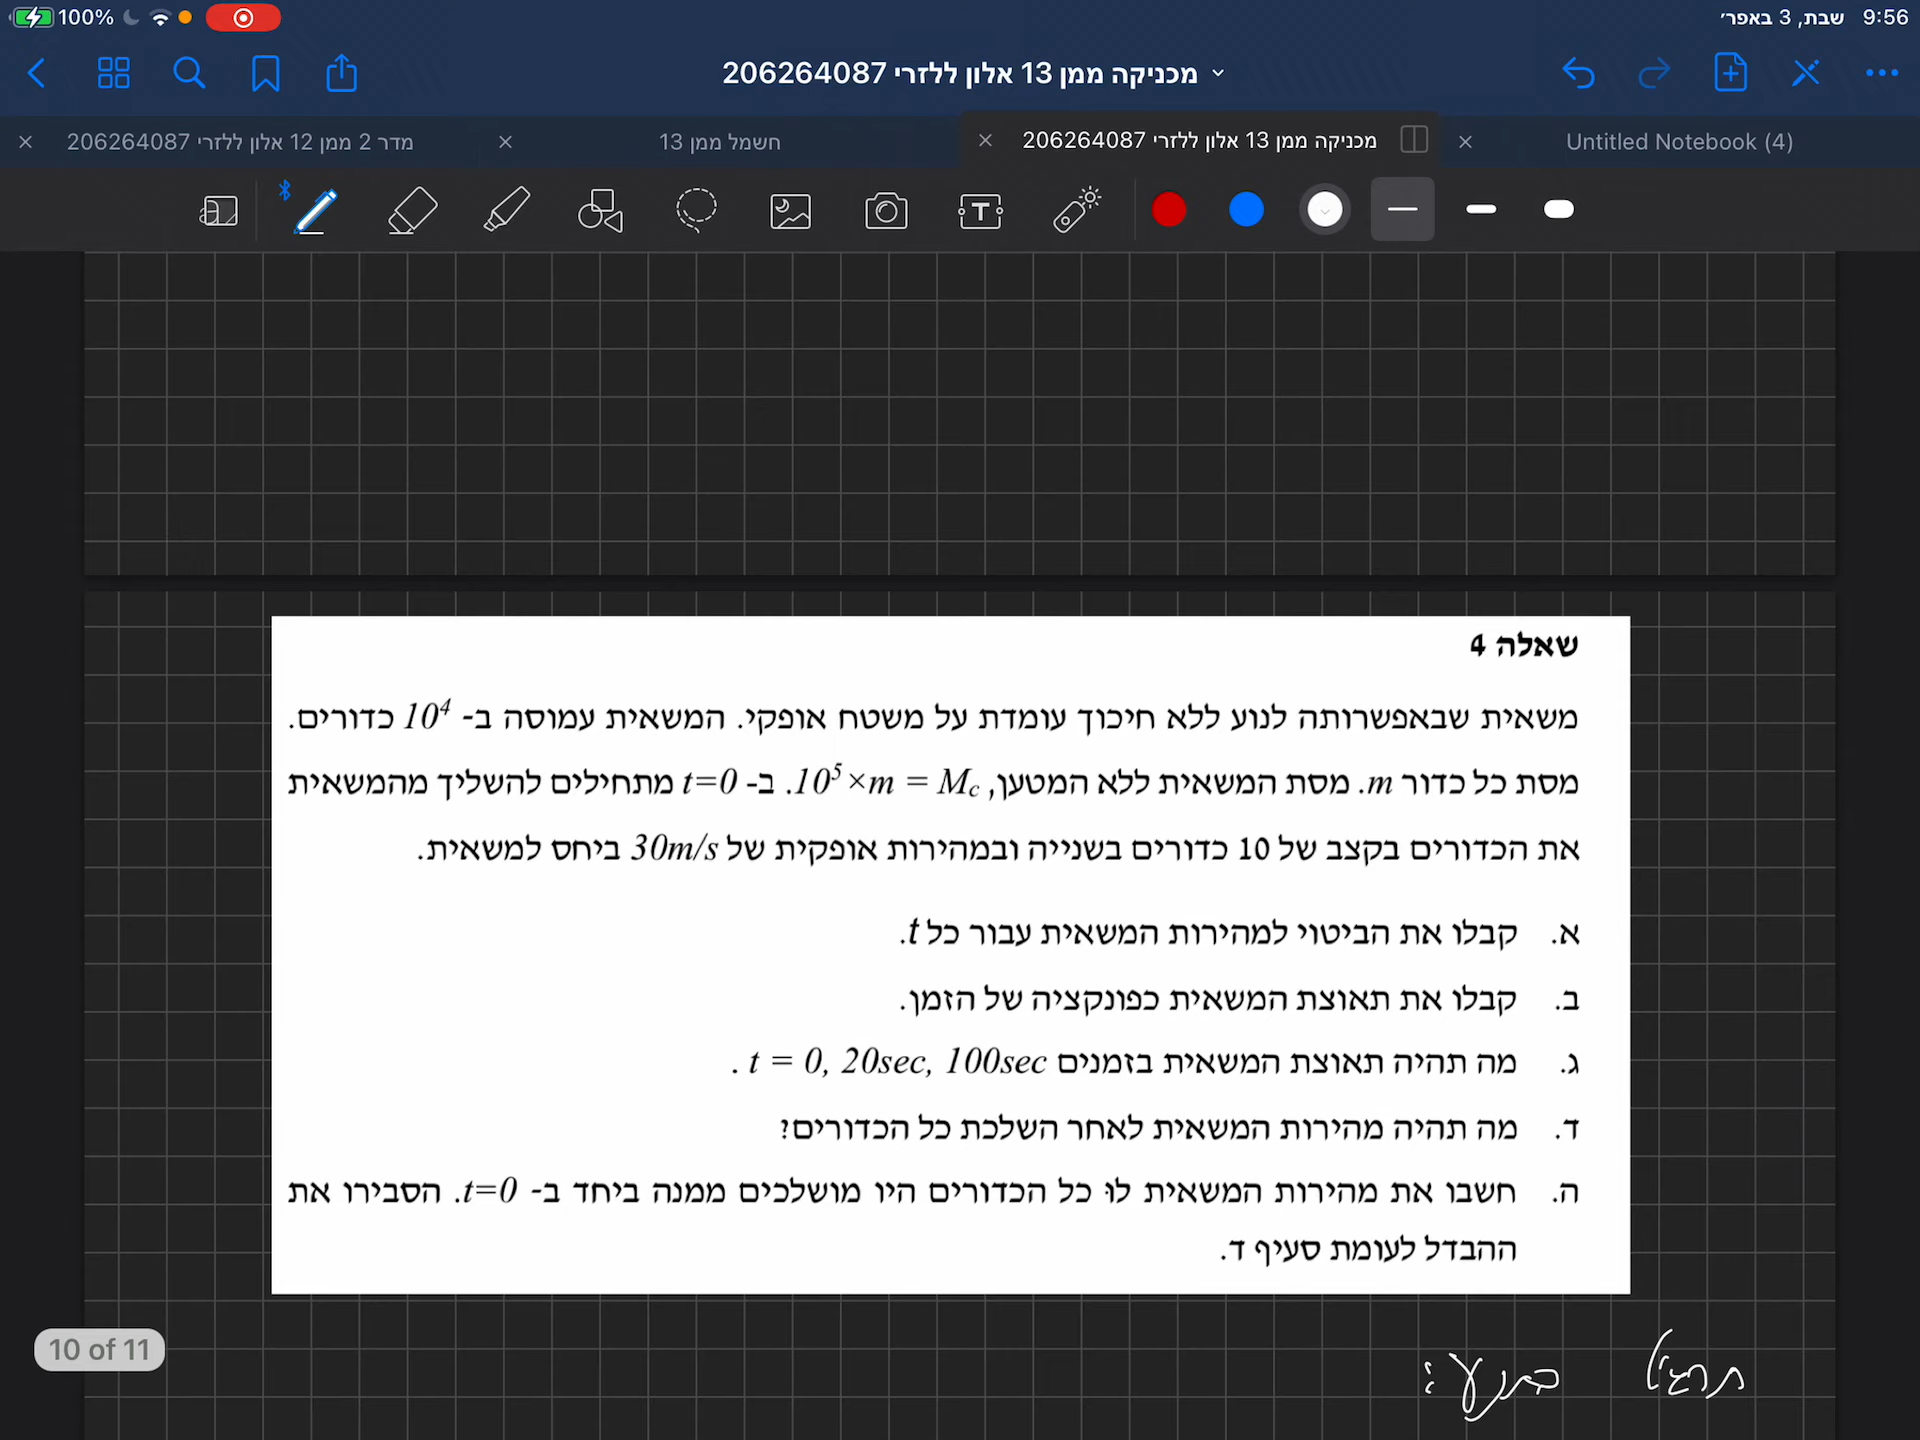 100%
9:56 שבת, 3 באפר׳
מכניקה ממן 13 אלון ללזרי 206264087
מדר 2 ממן 12 אלון ללזרי 206264087
חשמל ממן 13
מכניקה ממן 13 אלון ללזרי 206264087
Untitled Notebook (4)
שאלה 4
משאית שבאפשרותה לנוע ללא חיכוך עומדת על משטח אופקי. המשאית עמוסה ב- 10⁴ כדורים.
מסת כל כדור m. מסת המשאית ללא המטען, 10⁵×m = Mc. ב- t=0 מתחילים להשליך מהמשאית
את הכדורים בקצב של 10 כדורים בשנייה ובמהירות אופקית של 30m/s ביחס למשאית.
א. קבלו את הביטוי למהירות המשאית עבור כל t.
ב. קבלו את תאוצת המשאית כפונקציה של הזמן.
ג. מה תהיה תאוצת המשאית בזמנים t = 0, 20sec, 100sec .
ד. מה תהיה מהירות המשאית לאחר השלכת כל הכדורים?
ה. חשבו את מהירות המשאית לוּ כל הכדורים היו מושלכים ממנה ביחד ב- t=0. הסבירו את
ההבדל לעומת סעיף ד.
10 of 11